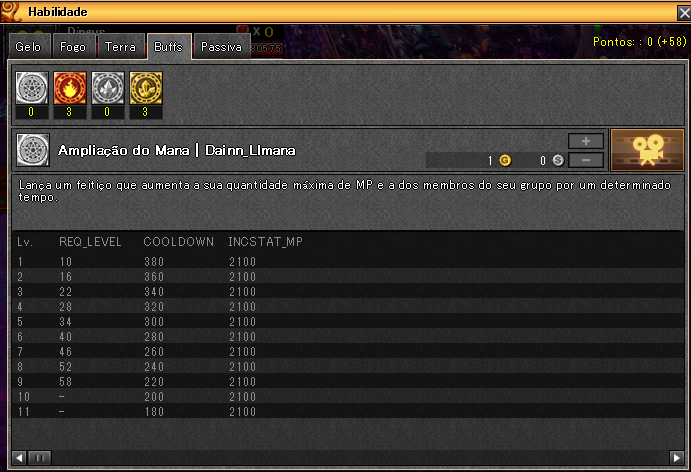 Habilidade
Dinque X 0
Gelo Fogo Terra Buffs Passiva 30575 Pontos: : 0 (+58)
0 3 0 3
Ampliação do Mana | Dainn_LImana
1 G 0 S
Lança um feitiço que aumenta a sua quantidade máxima de MP e a dos membros do seu grupo por um determinado
tempo.
Lv. REQ_LEVEL COOLDOWN INCSTAT_MP
1 10 380 2100
2 16 360 2100
3 22 340 2100
4 28 320 2100
5 34 300 2100
6 40 280 2100
7 46 260 2100
8 52 240 2100
9 58 220 2100
10 - 200 2100
11 - 180 2100